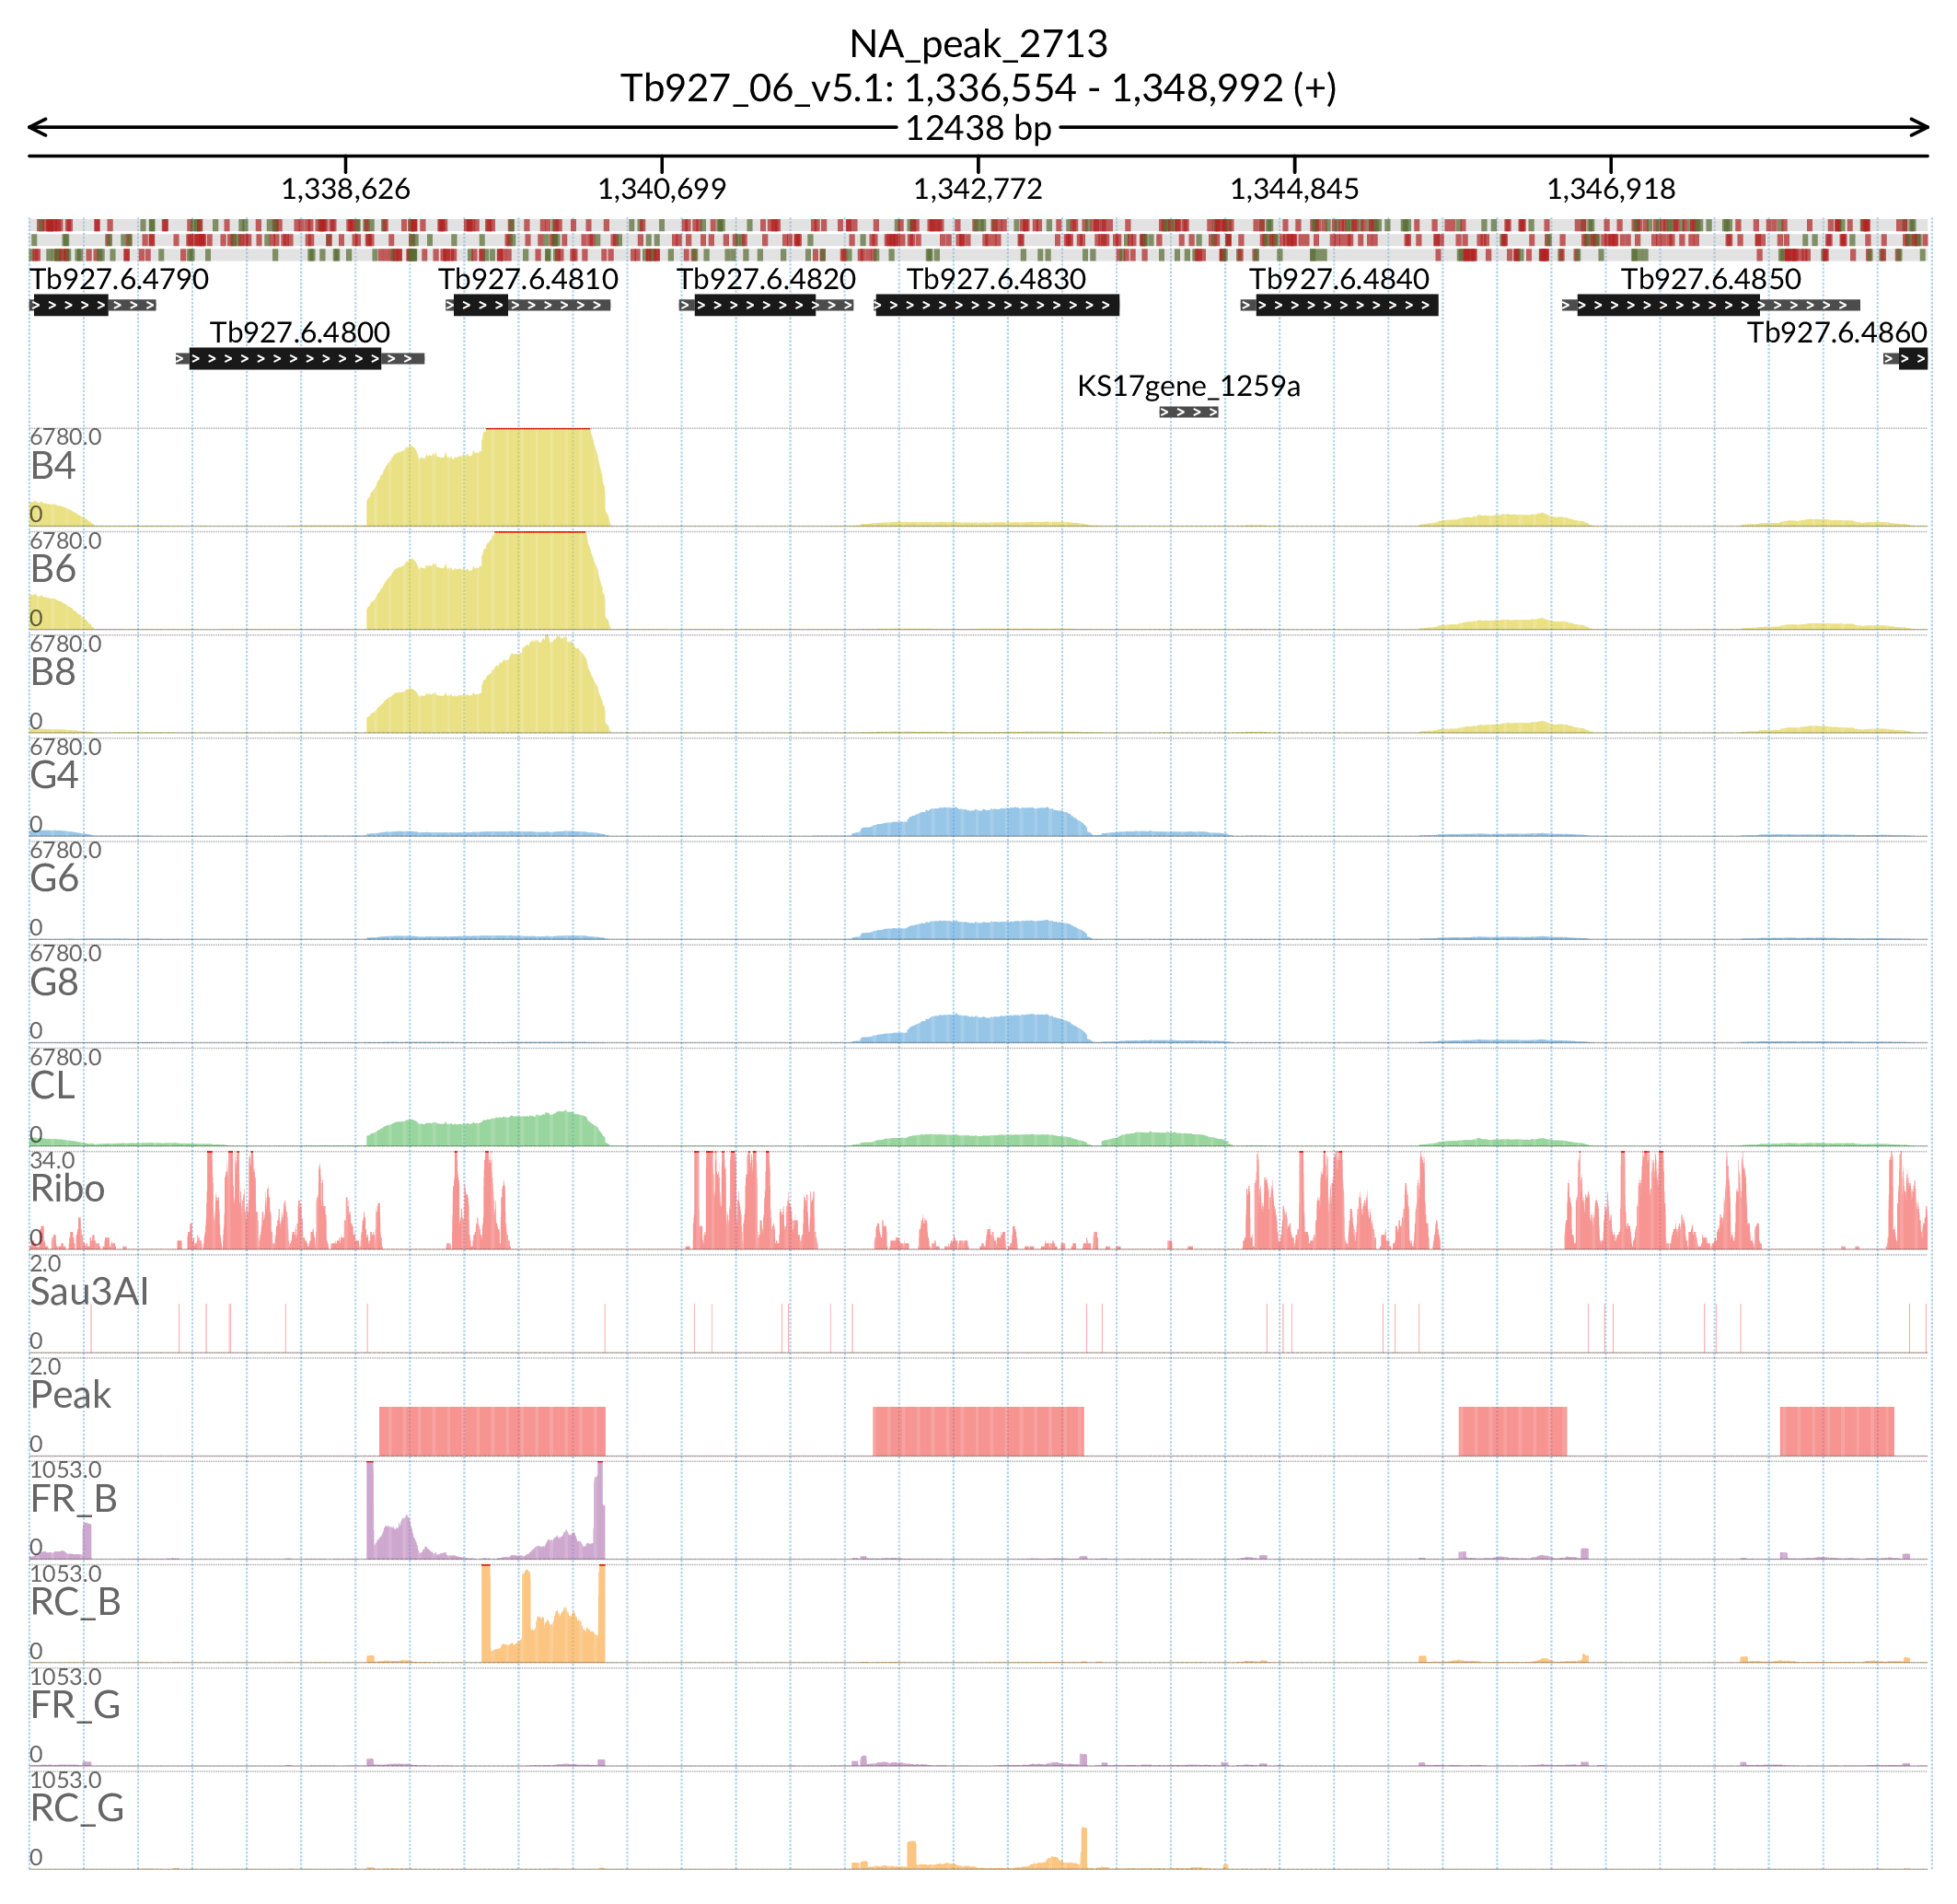 NA_peak_2713
Tb927_06_v5.1: 1,336,554 - 1,348,992 (+)
12438 bp
1,338,626 1,340,699 1,342,772 1,344,845 1,346,918
Tb927.6.4790 Tb927.6.4810 Tb927.6.4820 Tb927.6.4830 Tb927.6.4840 Tb927.6.4850
Tb927.6.4800 Tb927.6.4860
KS17gene_1259a
6780.0
B4
0
6780.0
B6
0
6780.0
B8
0
6780.0
G4
0
6780.0
G6
0
6780.0
G8
0
6780.0
CL
0
34.0
Ribo
0
2.0
Sau3AI
0
2.0
Peak
0
1053.0
FR_B
0
1053.0
RC_B
0
1053.0
FR_G
0
1053.0
RC_G
0